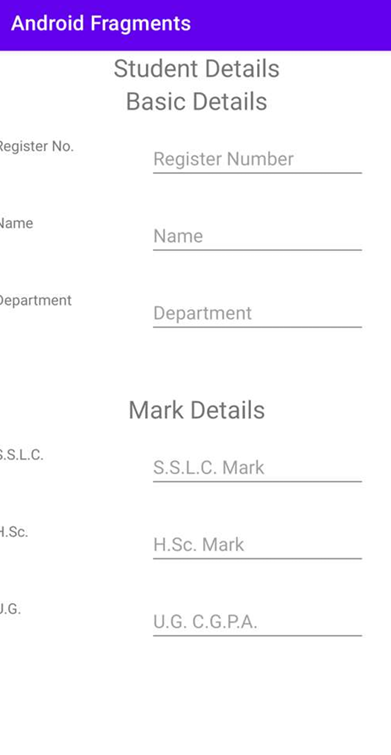 Android Fragments
Student Details
Basic Details
Register No.
Register Number
Name
Name
Department
Department
Mark Details
S.S.L.C.
S.S.L.C. Mark
H.Sc.
H.Sc. Mark
U.G.
U.G. C.G.P.A.